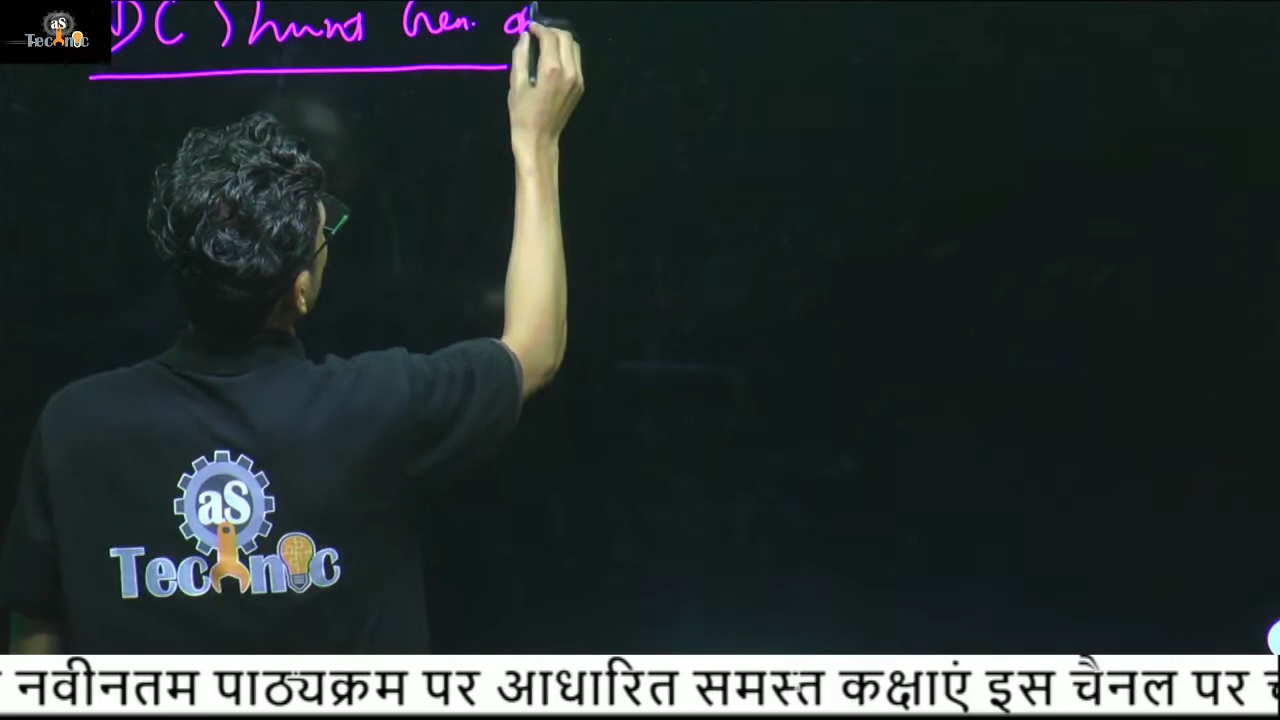 aS
Tecnic
DC Shunt Gen.
aS
Tecnic
नवीनतम पाठ्यक्रम पर आधारित समस्त कक्षाएं इस चैनल पर